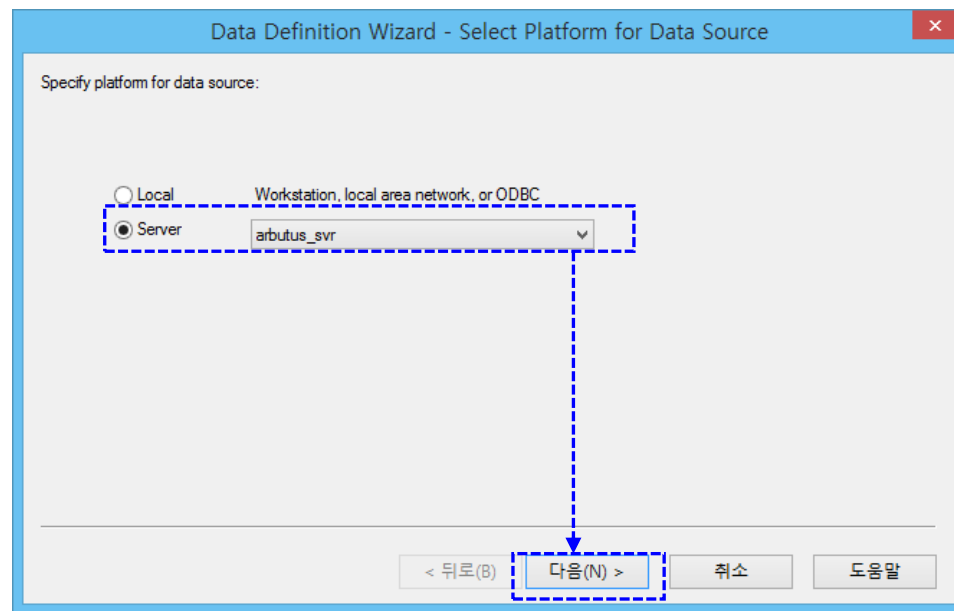 Data Definition Wizard - Select Platform for Data Source
Specify platform for data source:
Local Workstation, local area network, or ODBC
Server arbutus_svr
< 뒤로(B) 다음(N) > 취소 도움말